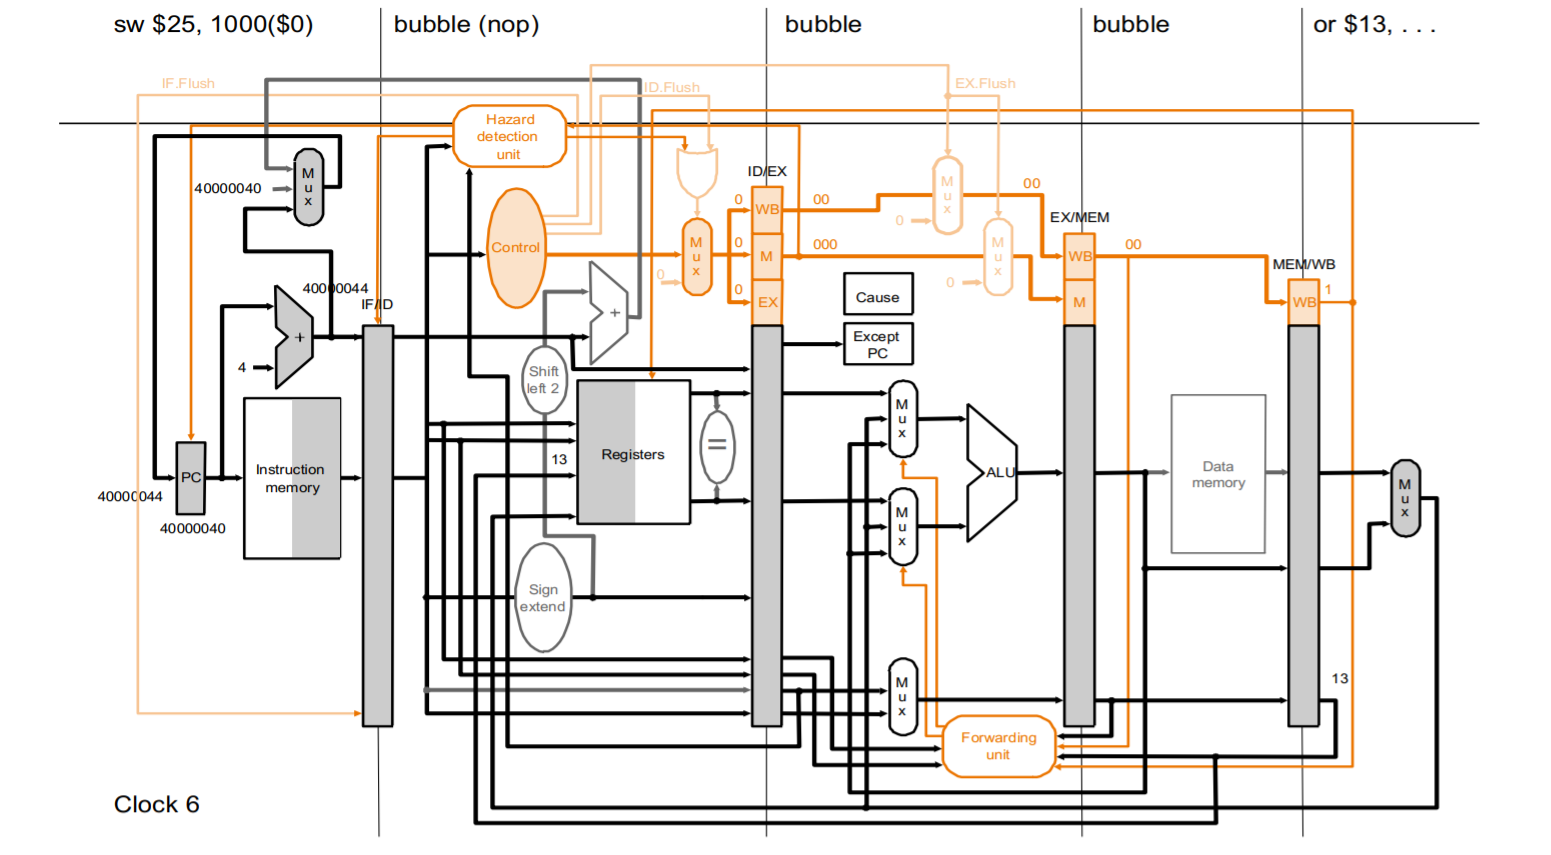 sw $25, 1000($0)
bubble (nop)
bubble
bubble
or $13, . . .
IF.Flush
ID.Flush
EX.Flush
Hazard
detection
unit
40000040
M
u
x
Control
M
u
x
0
ID/EX
0
WB
00
0
M
000
0
EX
M
u
x
0
00
M
u
x
0
EX/MEM
WB
00
M
MEM/WB
WB
1
40000044
IF/ID
+
4
+
Cause
Except
PC
Shift
left 2
PC
40000044
40000040
Instruction
memory
13
Registers
=
M
u
x
M
u
x
ALU
Data
memory
M
u
x
Sign
extend
M
u
x
13
Forwarding
unit
Clock 6